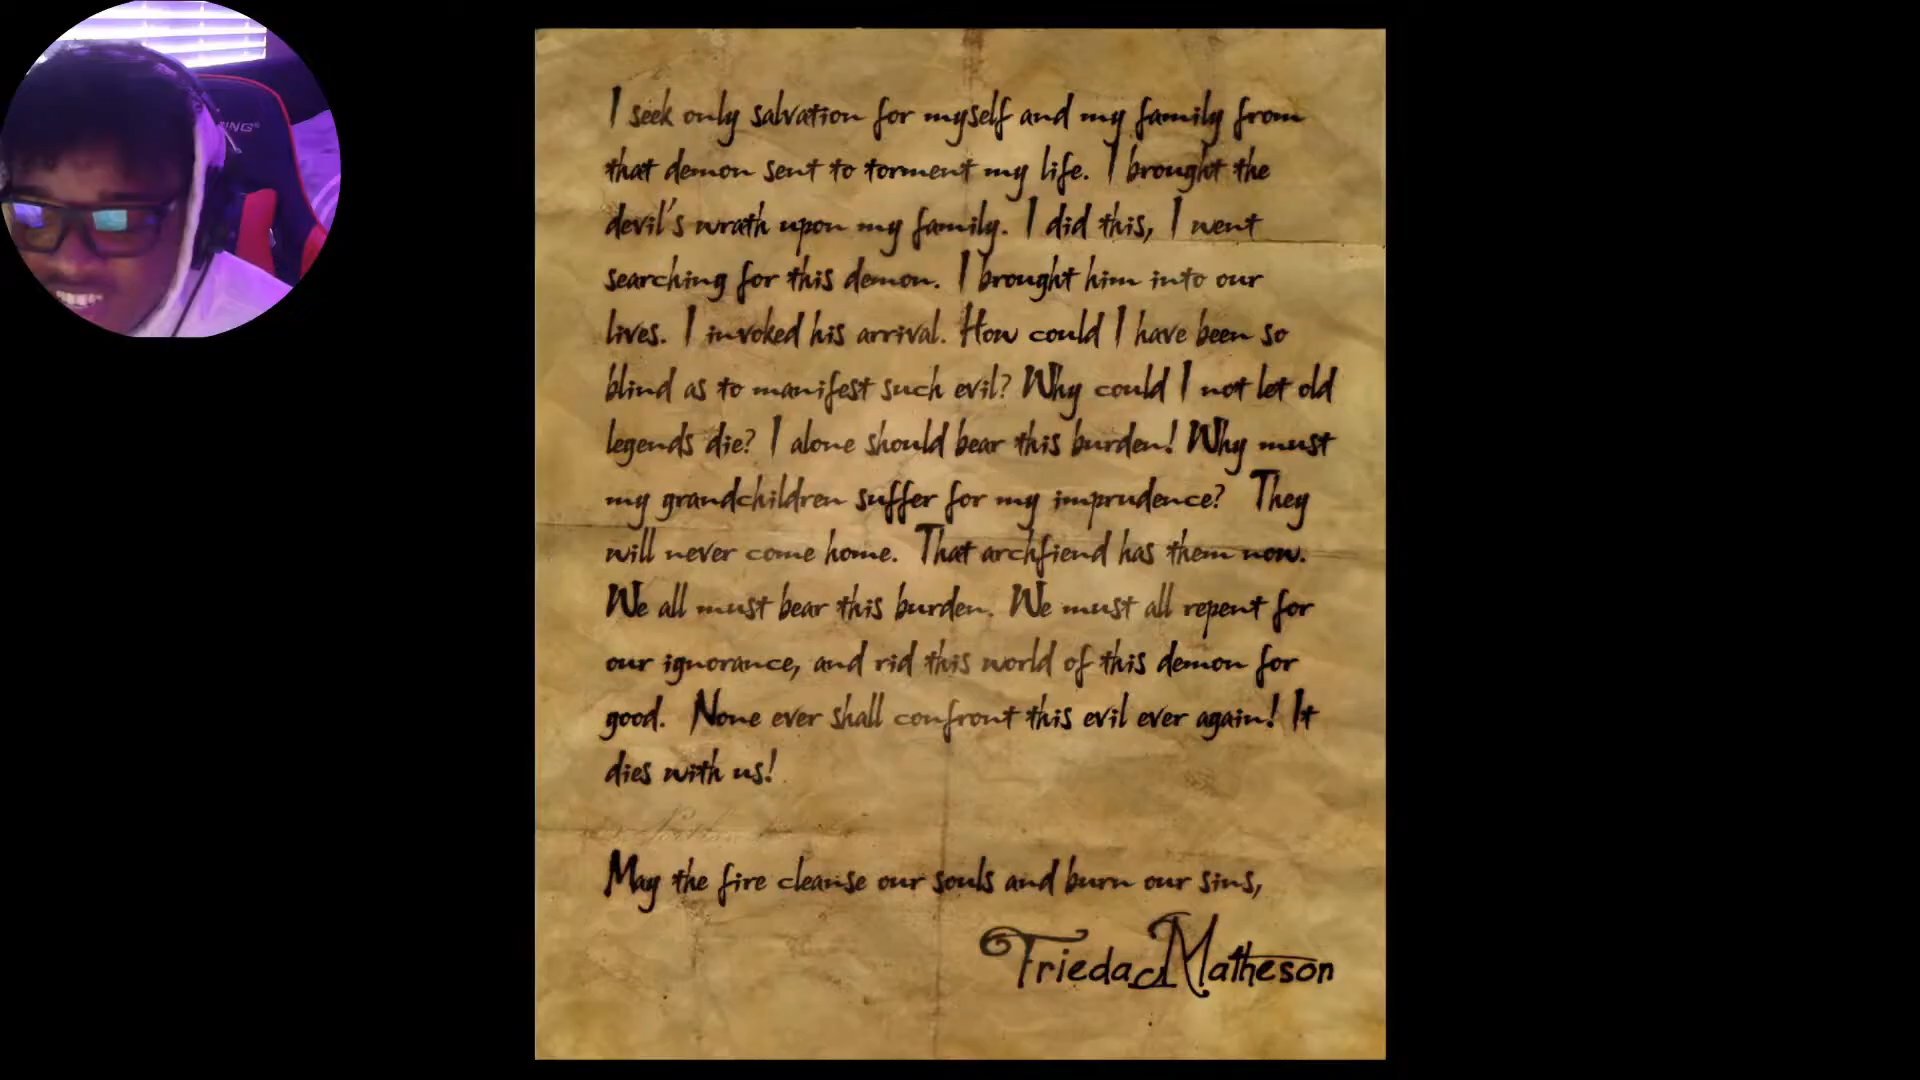 I seek only salvation for myself and my family from
that demon sent to torment my life. I brought the
devil's wrath upon my family. I did this, I went
searching for this demon. I brought him into our
lives. I invoked his arrival. How could I have been so
blind as to manifest such evil? Why could I not let old
legends die? I alone should bear this burden! Why must
my grandchildren suffer for my imprudence? They
will never come home. That archfiend has them now.
We all must bear this burden. We must all repent for
our ignorance, and rid this world of this demon for
good. None ever shall confront this evil ever again! It
dies with us!
May the fire cleanse our souls and burn our sins,
Frieda Matheson